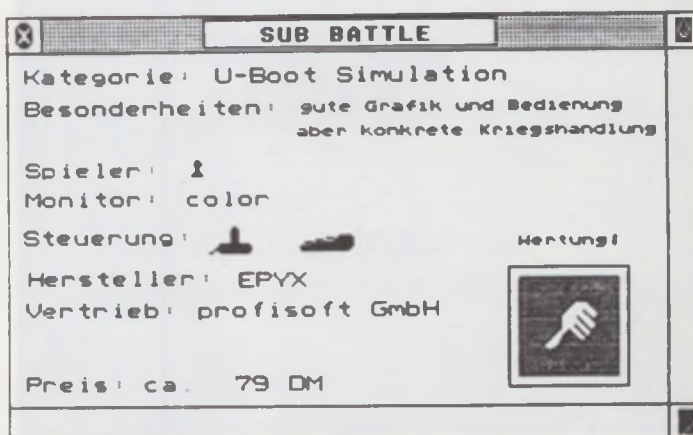 SUB BATTLE
Kategorie: U-Boot Simulation
Besonderheiten: gute Grafik und Bedienung
aber konkrete Kriegshandlung
Spieler:
Monitor: color
Steuerung:
Wertung:
Hersteller: EPYX
Vertrieb: profisoft GmbH
Preis: ca. 79 DM